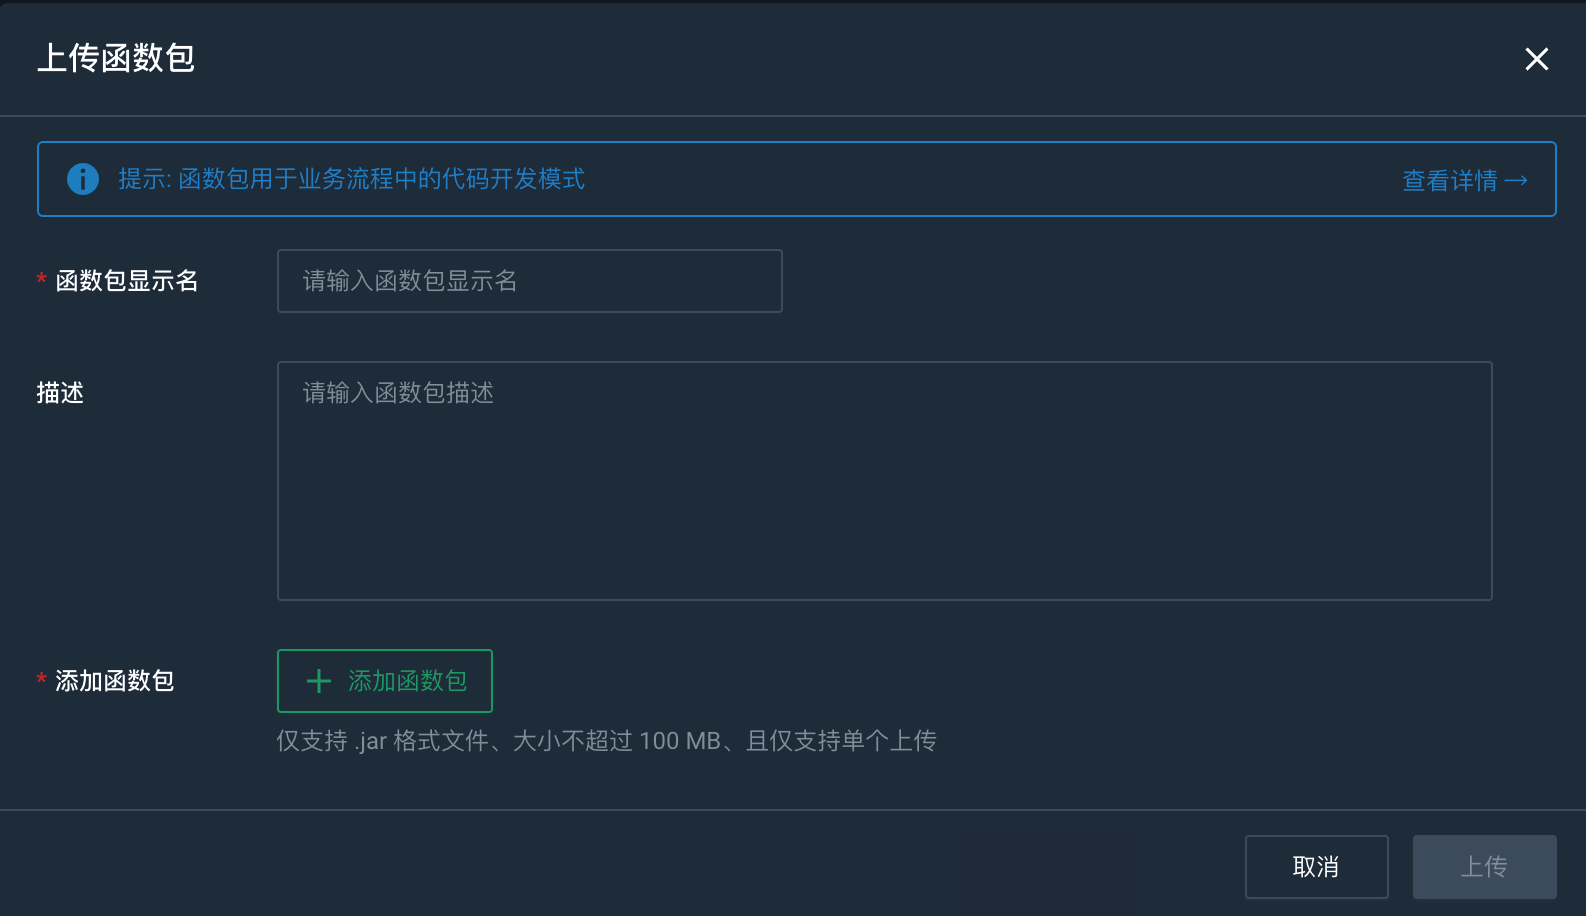 上传函数包
提示: 函数包用于业务流程中的代码开发模式
查看详情→
* 函数包显示名
请输入函数包显示名
描述
请输入函数包描述
* 添加函数包
添加函数包
仅支持 .jar 格式文件、大小不超过 100 MB、且仅支持单个上传
取消
上传